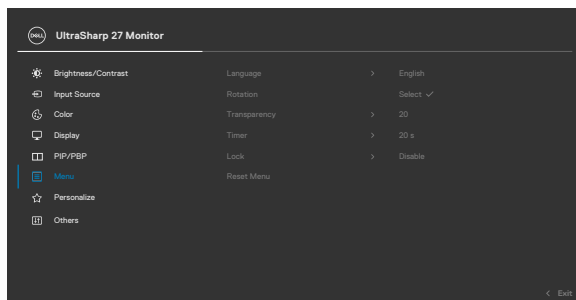 DELL UltraSharp 27 Monitor
Brightness/Contrast Language > English
Input Source Rotation Select ✓
Color Transparency > 20
Display Timer > 20 s
PIP/PBP Lock > Disable
Menu Reset Menu
Personalize
Others
< Exit